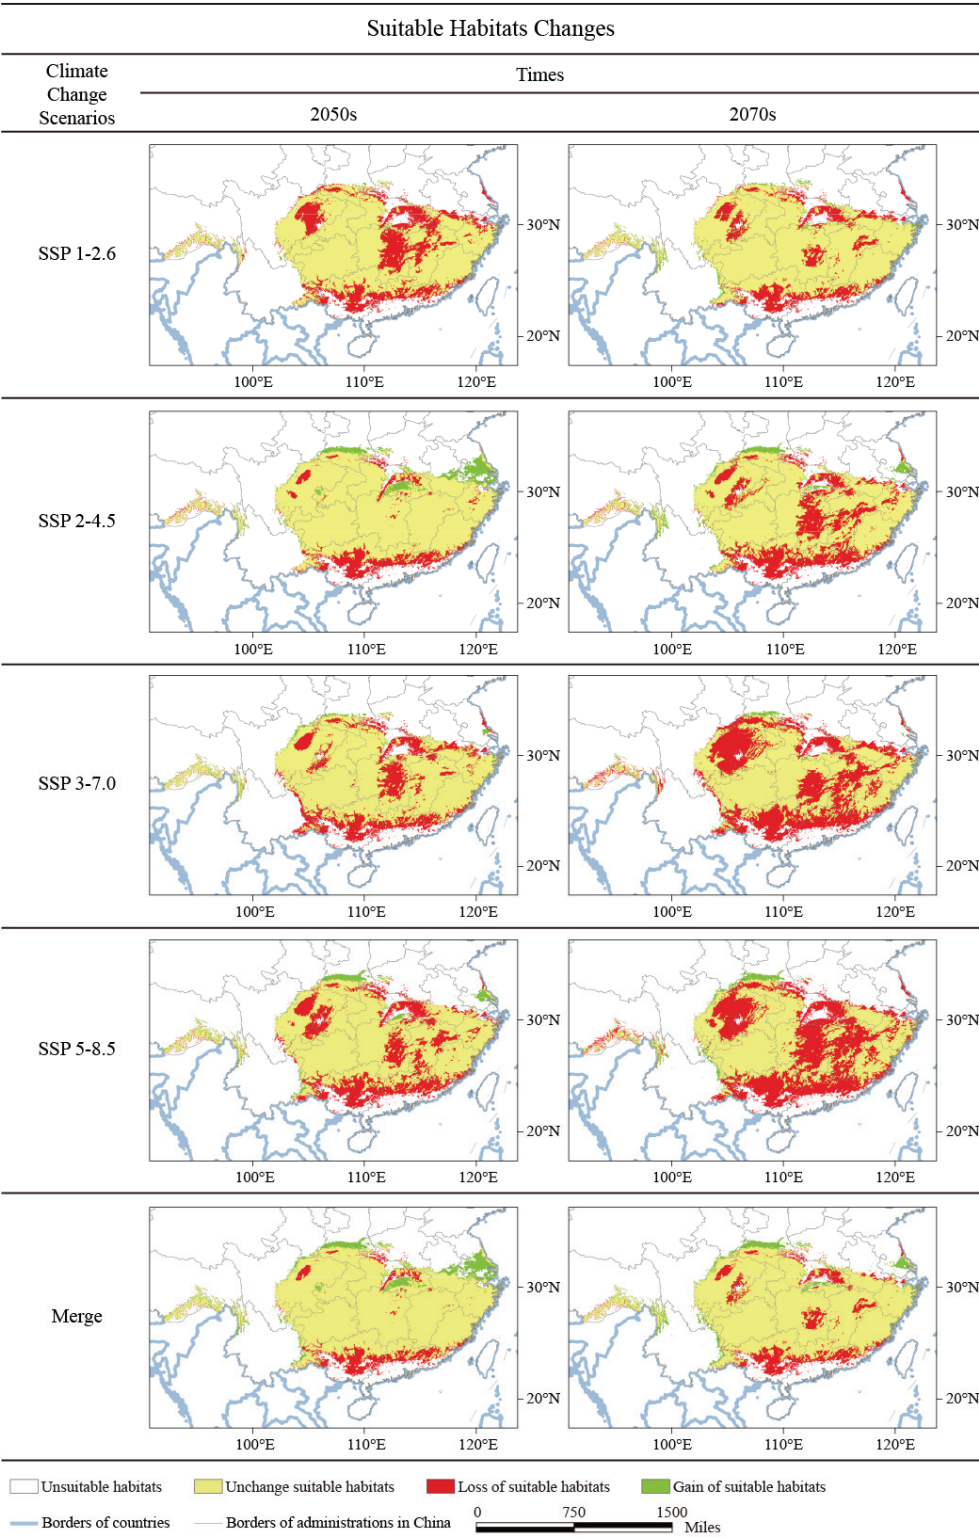 Suitable Habitats Changes
Climate
Change
Scenarios
Times
2050s
2070s
SSP 1-2.6
30°N
20°N
100°E
110°E
120°E
30°N
20°N
100°E
110°E
120°E
SSP 2-4.5
30°N
20°N
100°E
110°E
120°E
30°N
20°N
100°E
110°E
120°E
SSP 3-7.0
30°N
20°N
100°E
110°E
120°E
30°N
20°N
100°E
110°E
120°E
SSP 5-8.5
30°N
20°N
100°E
110°E
120°E
30°N
20°N
100°E
110°E
120°E
Merge
30°N
20°N
100°E
110°E
120°E
30°N
20°N
100°E
110°E
120°E
Unsuitable habitats
Unchange suitable habitats
Loss of suitable habitats
Gain of suitable habitats
Borders of countries
Borders of administrations in China
0 750 1500
Miles